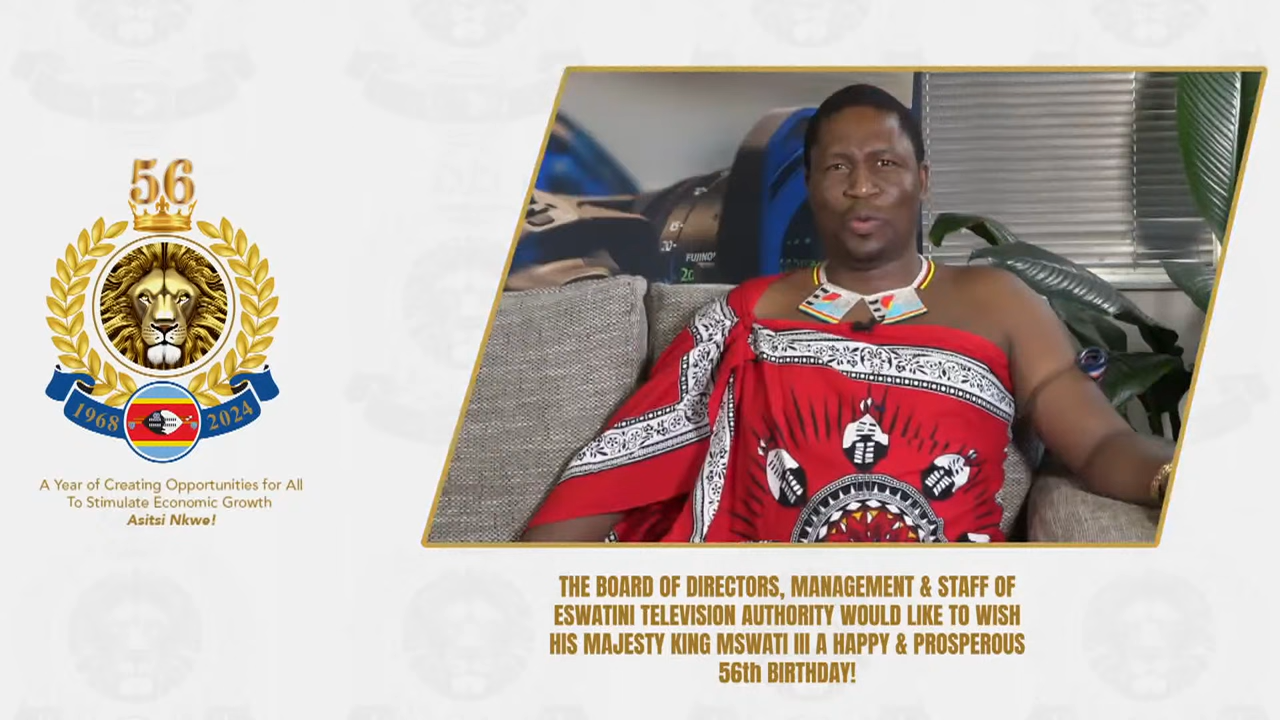 56
1968
2024
A Year of Creating Opportunities for All
To Stimulate Economic Growth
Asitsi Nkwe!
FUJINO
20
THE BOARD OF DIRECTORS, MANAGEMENT & STAFF OF
ESWATINI TELEVISION AUTHORITY WOULD LIKE TO WISH
HIS MAJESTY KING MSWATI III A HAPPY & PROSPEROUS
56th BIRTHDAY!